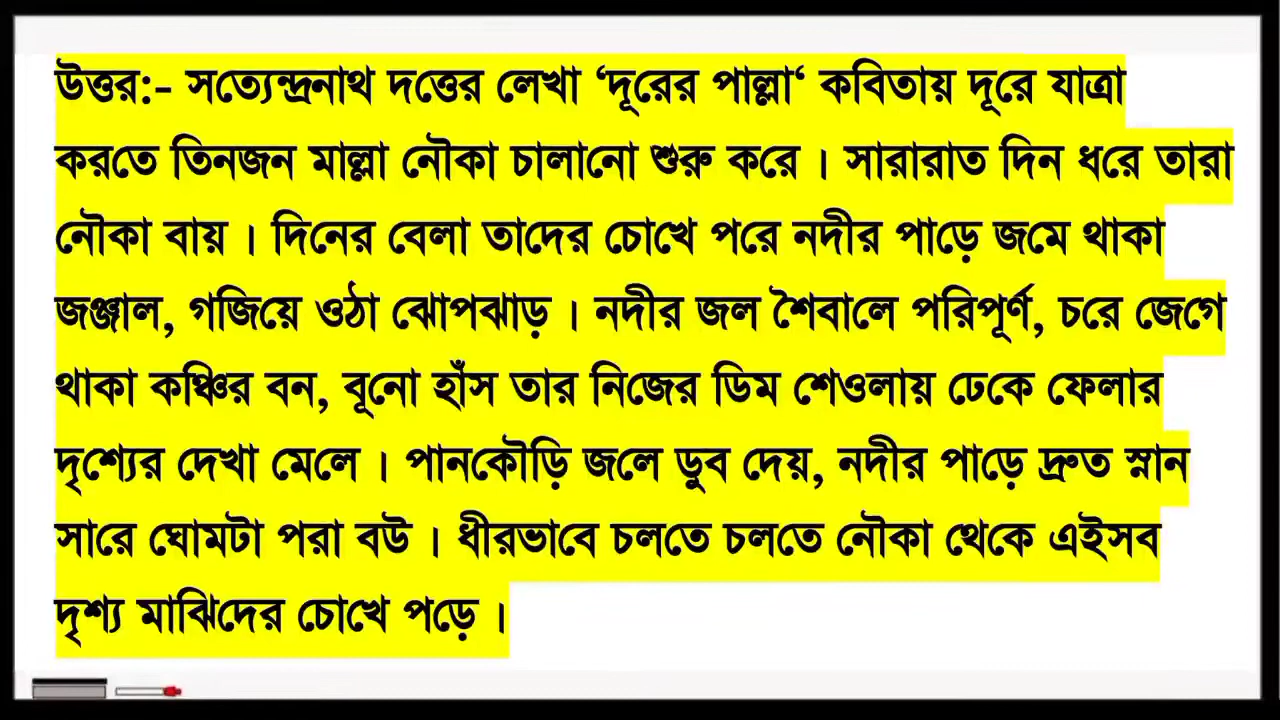 উত্তর:- সত্যেন্দ্রনাথ দত্তের লেখা ‘দূরের পাল্লা‘ কবিতায় দূরে যাত্রা
করতে তিনজন মাল্লা নৌকা চালানো শুরু করে । সারারাত দিন ধরে তারা
নৌকা বায় । দিনের বেলা তাদের চোখে পরে নদীর পাড়ে জমে থাকা
জঞ্জাল, গজিয়ে ওঠা ঝোপঝাড় । নদীর জল শৈবালে পরিপূর্ণ, চরে জেগে
থাকা কঞ্চির বন, বূনো হাঁস তার নিজের ডিম শেওলায় ঢেকে ফেলার
দৃশ্যের দেখা মেলে । পানকৌড়ি জলে ডুব দেয়, নদীর পাড়ে দ্রুত স্নান
সারে ঘোমটা পরা বউ । ধীরভাবে চলতে চলতে নৌকা থেকে এইসব
দৃশ্য মাঝিদের চোখে পড়ে ।